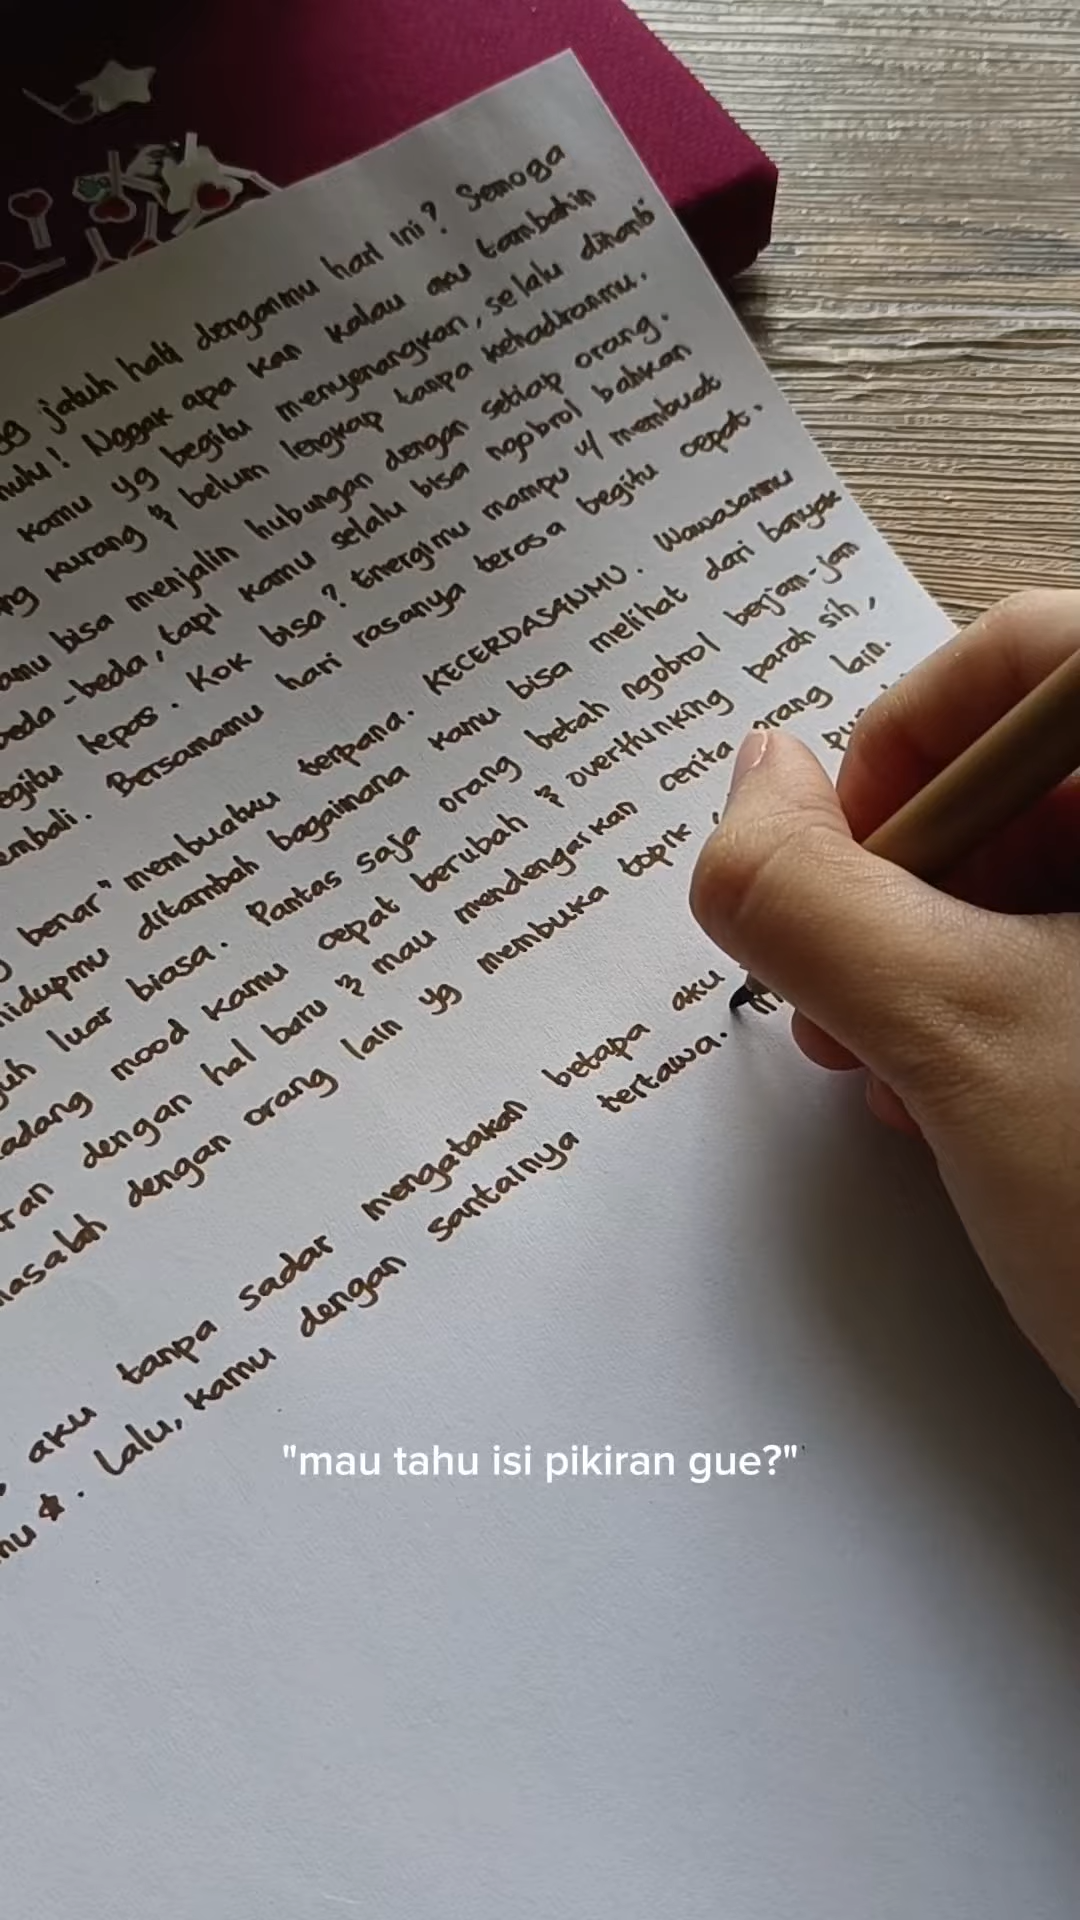 jatuh hati denganmu hari ini? Semoga
! Nggak apa kan kalau aku tambahin
kamu yg begitu menyenangkan, selalu dinanti
kurang & belum lengkap tanpa kehadiranmu.
bisa menjalin hubungan dengan setiap orang.
beda-beda, tapi kamu selalu bisa ngobrol bahkan
lepas. Kok bisa? Energimu mampu u/ membuat
Bersamamu hari rasanya terasa begitu cepat.
benar" membuatku terpana. KECERDASANMU. Wawasanmu
hidupmu ditambah bagaimana kamu bisa melihat dari banyak
luar biasa. Pantas saja orang betah ngobrol berjam-jam
mood kamu cepat berubah & overthinking parah sih,
dengan hal baru & mau mendengarkan cerita orang lain.
dengan orang lain yg membuka topik,
aku tanpa sadar mengatakan betapa aku
Lalu, kamu dengan santainya tertawa.
"mau tahu isi pikiran gue?"